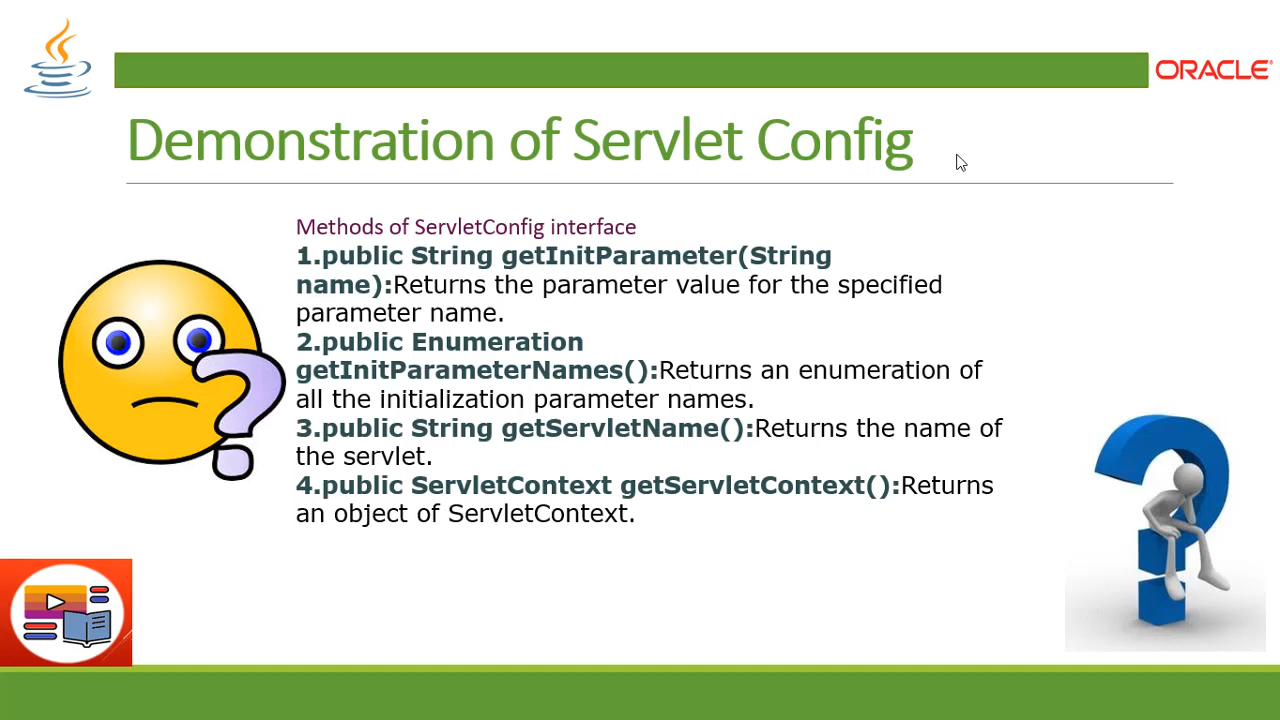 ORACLE
Demonstration of Servlet Config
Methods of ServletConfig interface
1.public String getInitParameter(String
name):Returns the parameter value for the specified
parameter name.
2.public Enumeration
getInitParameterNames():Returns an enumeration of
all the initialization parameter names.
3.public String getServletName():Returns the name of
the servlet.
4.public ServletContext getServletContext():Returns
an object of ServletContext.